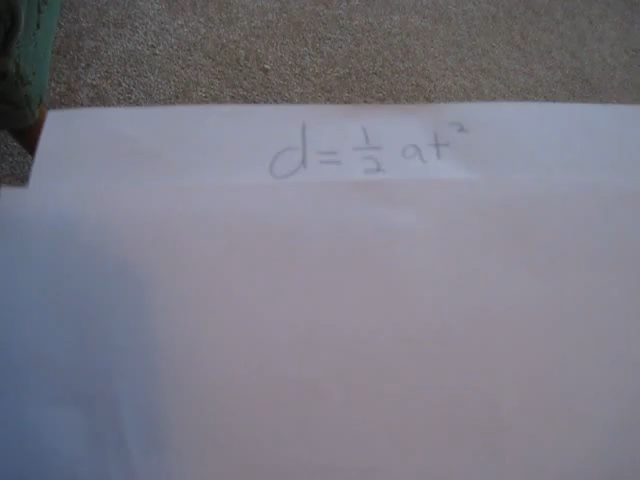 d = 1/2 at²